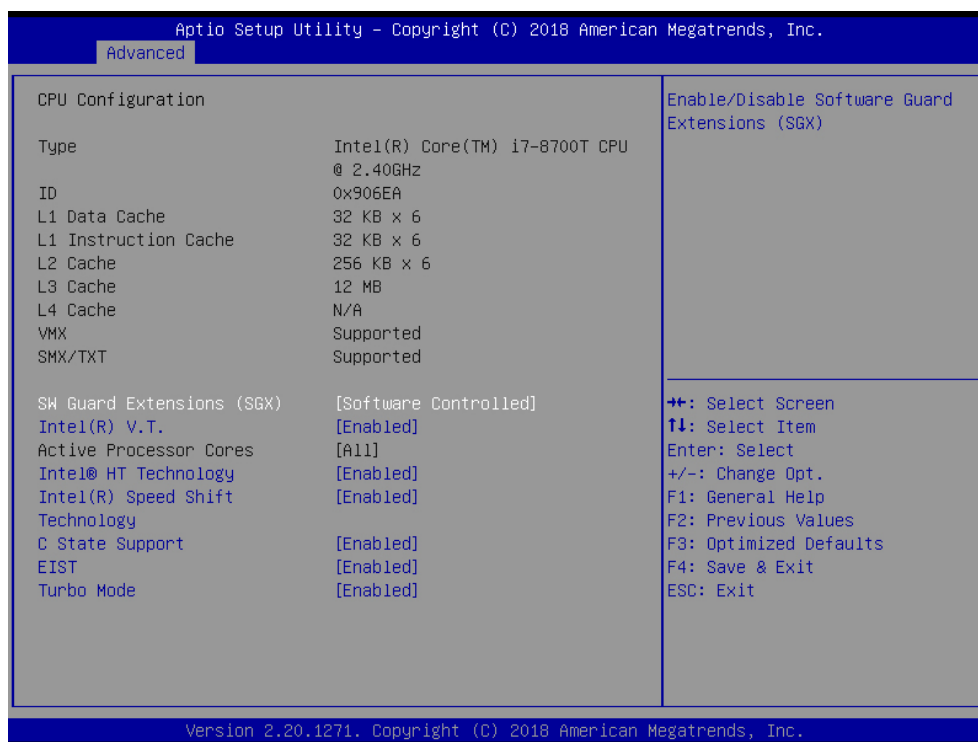 Aptio Setup Utility – Copyright (C) 2018 American Megatrends, Inc.
Advanced
CPU Configuration
Type Intel(R) Core(TM) i7-8700T CPU
@ 2.40GHz
ID 0x906EA
L1 Data Cache 32 KB x 6
L1 Instruction Cache 32 KB x 6
L2 Cache 256 KB x 6
L3 Cache 12 MB
L4 Cache N/A
VMX Supported
SMX/TXT Supported
SW Guard Extensions (SGX) [Software Controlled]
Intel(R) V.T. [Enabled]
Active Processor Cores [All]
Intel® HT Technology [Enabled]
Intel(R) Speed Shift [Enabled]
Technology
C State Support [Enabled]
EIST [Enabled]
Turbo Mode [Enabled]
Enable/Disable Software Guard
Extensions (SGX)
→←: Select Screen
↑↓: Select Item
Enter: Select
+/-: Change Opt.
F1: General Help
F2: Previous Values
F3: Optimized Defaults
F4: Save & Exit
ESC: Exit
Version 2.20.1271. Copyright (C) 2018 American Megatrends, Inc.